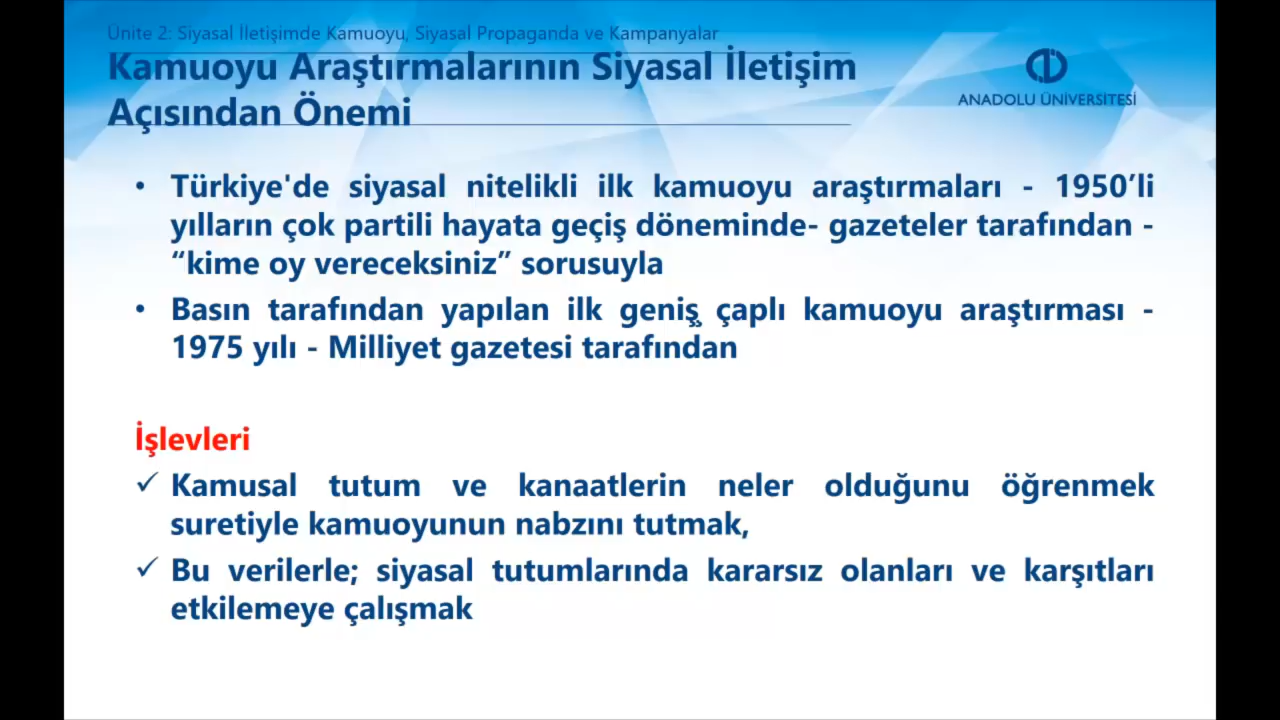 Ünite 2: Siyasal İletişimde Kamuoyu, Siyasal Propaganda ve Kampanyalar
Kamuoyu Araştırmalarının Siyasal İletişim
Açısından Önemi
ANADOLU ÜNİVERSİTESİ
• Türkiye'de siyasal nitelikli ilk kamuoyu araştırmaları - 1950’li
yılların çok partili hayata geçiş döneminde- gazeteler tarafından -
“kime oy vereceksiniz” sorusuyla
• Basın tarafından yapılan ilk geniş̧ çaplı kamuoyu araştırması -
1975 yılı - Milliyet gazetesi tarafından
İşlevleri
✓ Kamusal tutum ve kanaatlerin neler olduğunu öğrenmek
suretiyle kamuoyunun nabzını tutmak,
✓ Bu verilerle; siyasal tutumlarında kararsız olanları ve karşıtları
etkilemeye çalışmak